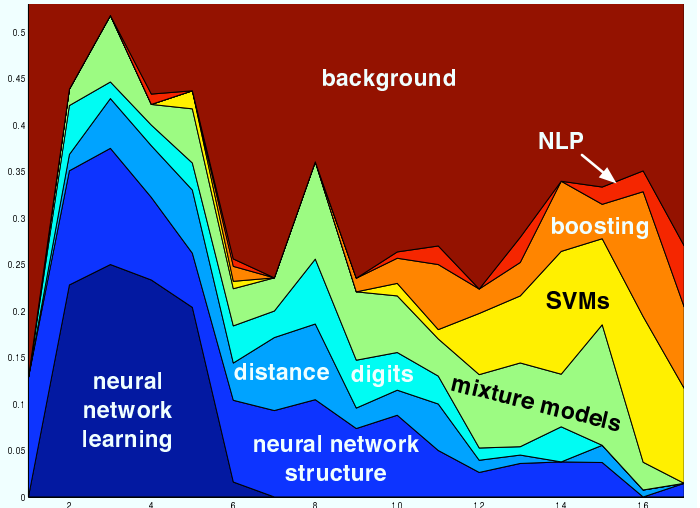 0.5
0.45
0.4
0.35
0.3
0.25
0.2
0.15
0.1
0.05
0
background
NLP
boosting
SVMs
distance
digits
mixture models
neural
network
learning
neural network
structure
2
4
6
8
10
12
14
16